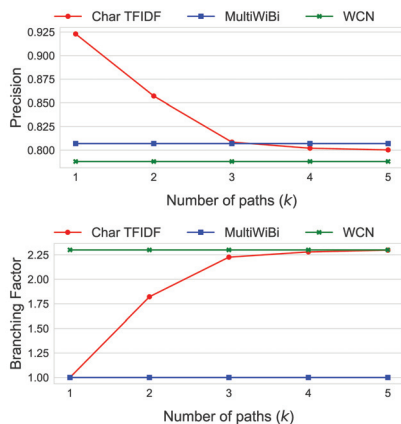 Char TFIDF MultiWiBi WCN
0.925
0.900
0.875
0.850
0.825
0.800
Precision
1 2 3 4 5
Number of paths (k)
Char TFIDF MultiWiBi WCN
2.25
2.00
1.75
1.50
1.25
1.00
Branching Factor
1 2 3 4 5
Number of paths (k)